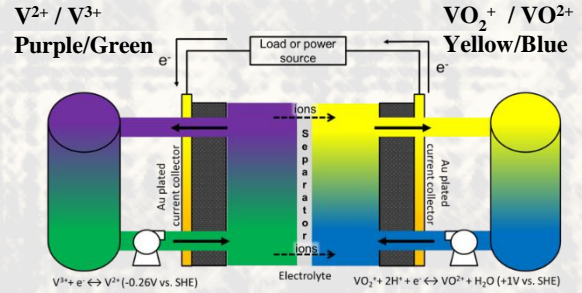 V²⁺ / V³⁺
Purple/Green
VO₂⁺ / VO²⁺
Yellow/Blue
Load or power
source
e⁻
e⁻
ions
Separator
ions
Au plated
current collector
Au plated
current collector
Electrolyte
V³⁺+ e⁻ ↔ V²⁺ (-0.26V vs. SHE)
VO₂⁺+ 2H⁺ + e⁻ ↔ VO²⁺ + H₂O (+1V vs. SHE)